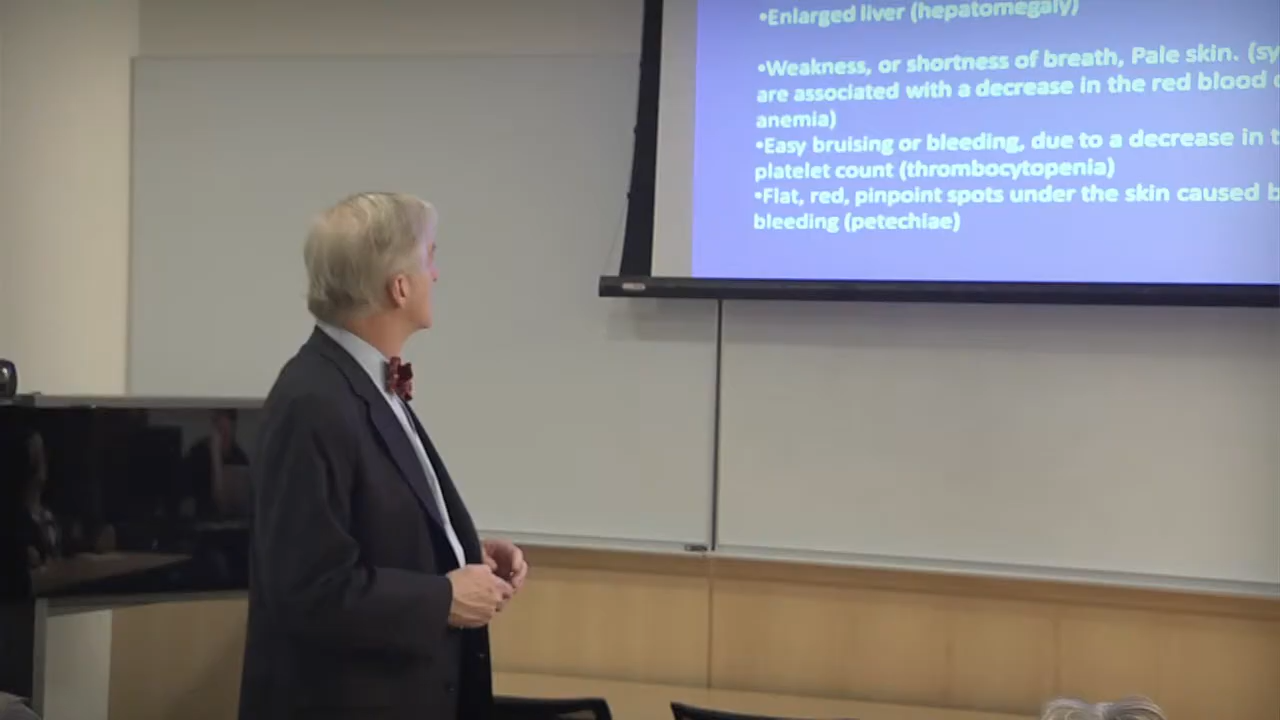 •Enlarged liver (hepatomegaly)
•Weakness, or shortness of breath, Pale skin. (sy
are associated with a decrease in the red blood
anemia)
•Easy bruising or bleeding, due to a decrease in t
platelet count (thrombocytopenia)
•Flat, red, pinpoint spots under the skin caused b
bleeding (petechiae)